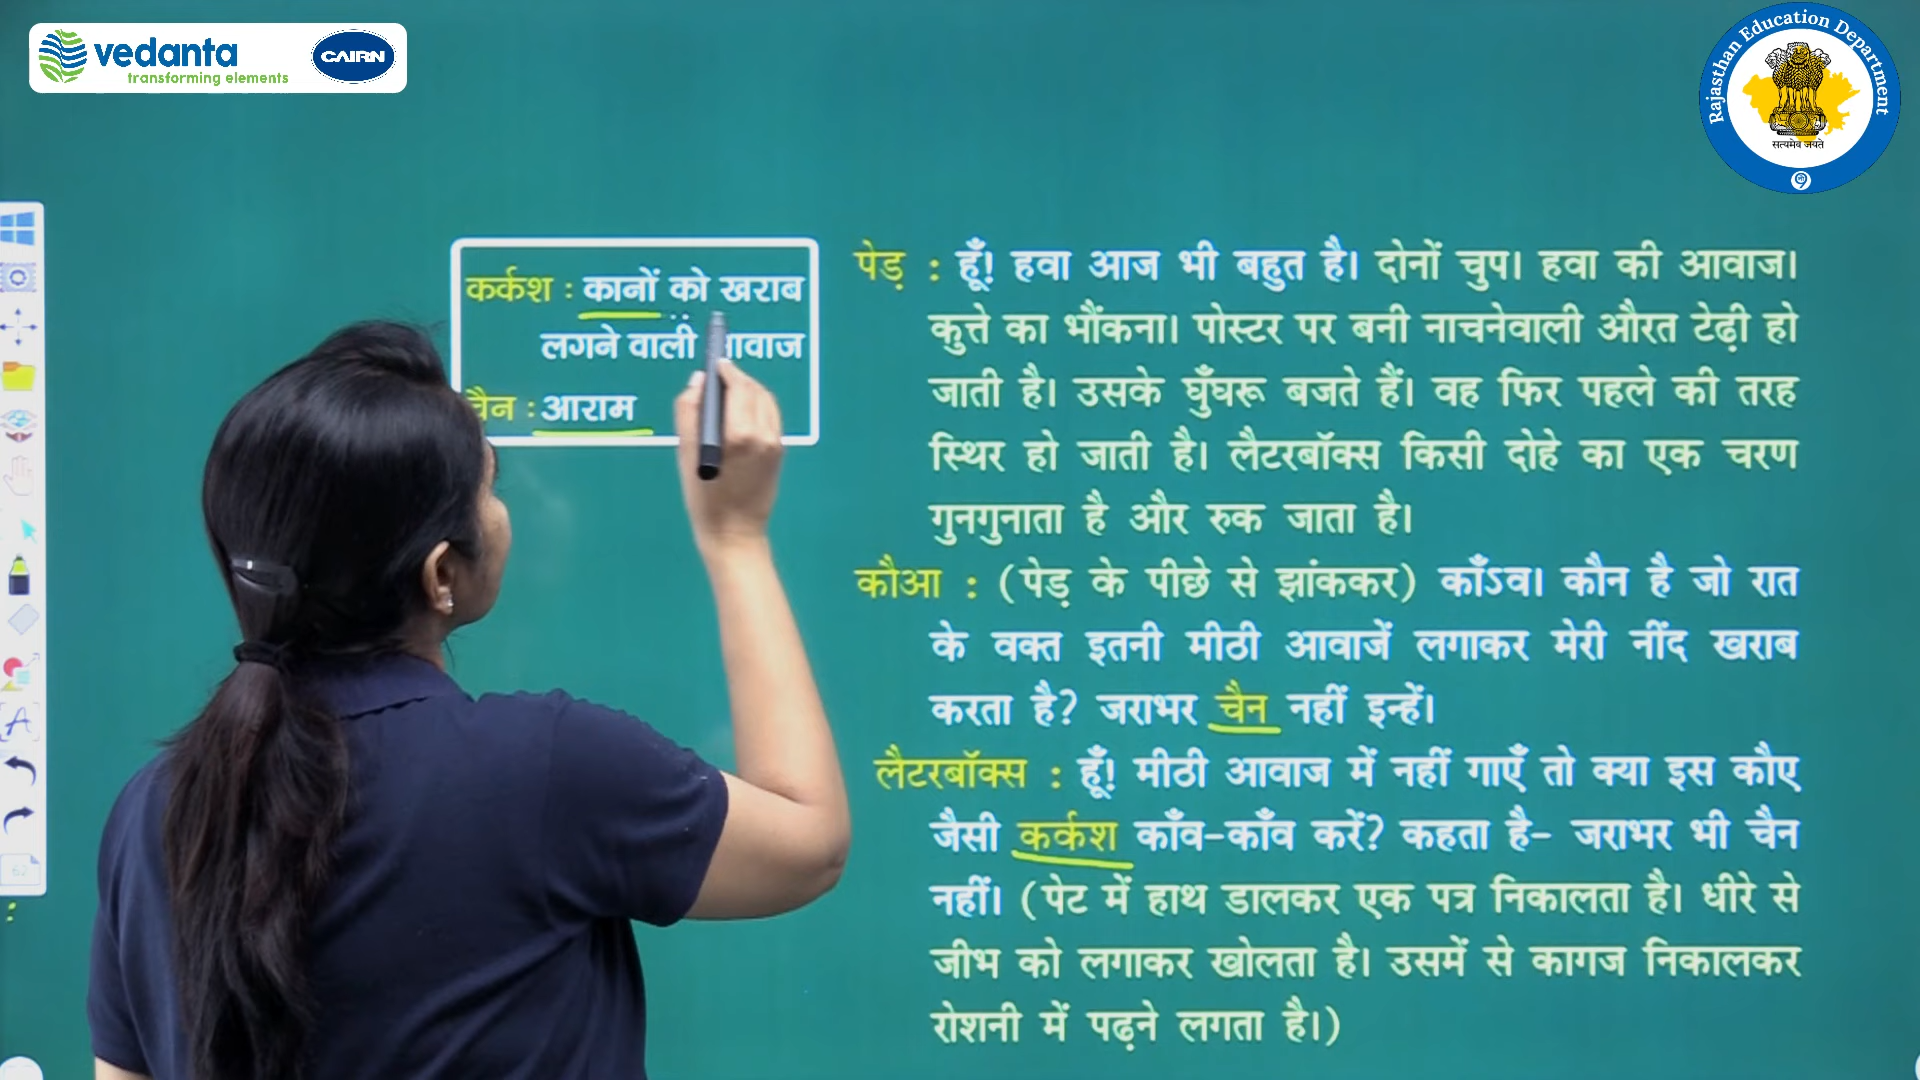 vedanta
transforming elements
CAIRN
Rajasthan Education Department
सत्यमेव जयते
कर्कश : कानों को खराब
लगने वाली
चैन : आराम
पेड़ : हूँ! हवा आज भी बहुत है। दोनों चुप। हवा की आवाज।
कुत्ते का भौंकना। पोस्टर पर बनी नाचनेवाली औरत टेढ़ी हो
जाती है। उसके घुँघरू बजते हैं। वह फिर पहले की तरह
स्थिर हो जाती है। लैटरबॉक्स किसी दोहे का एक चरण
गुनगुनाता है और रुक जाता है।
कौआ : (पेड़ के पीछे से झांककर) काँऽव। कौन है जो रात
के वक्त इतनी मीठी आवाजें लगाकर मेरी नींद खराब
करता है? जराभर चैन नहीं इन्हें।
लैटरबॉक्स : हूँ! मीठी आवाज में नहीं गाएँ तो क्या इस कौए
जैसी कर्कश काँव-काँव करें? कहता है- जराभर भी चैन
नहीं। (पेट में हाथ डालकर एक पत्र निकालता है। धीरे से
जीभ को लगाकर खोलता है। उसमें से कागज निकालकर
रोशनी में पढ़ने लगता है।)